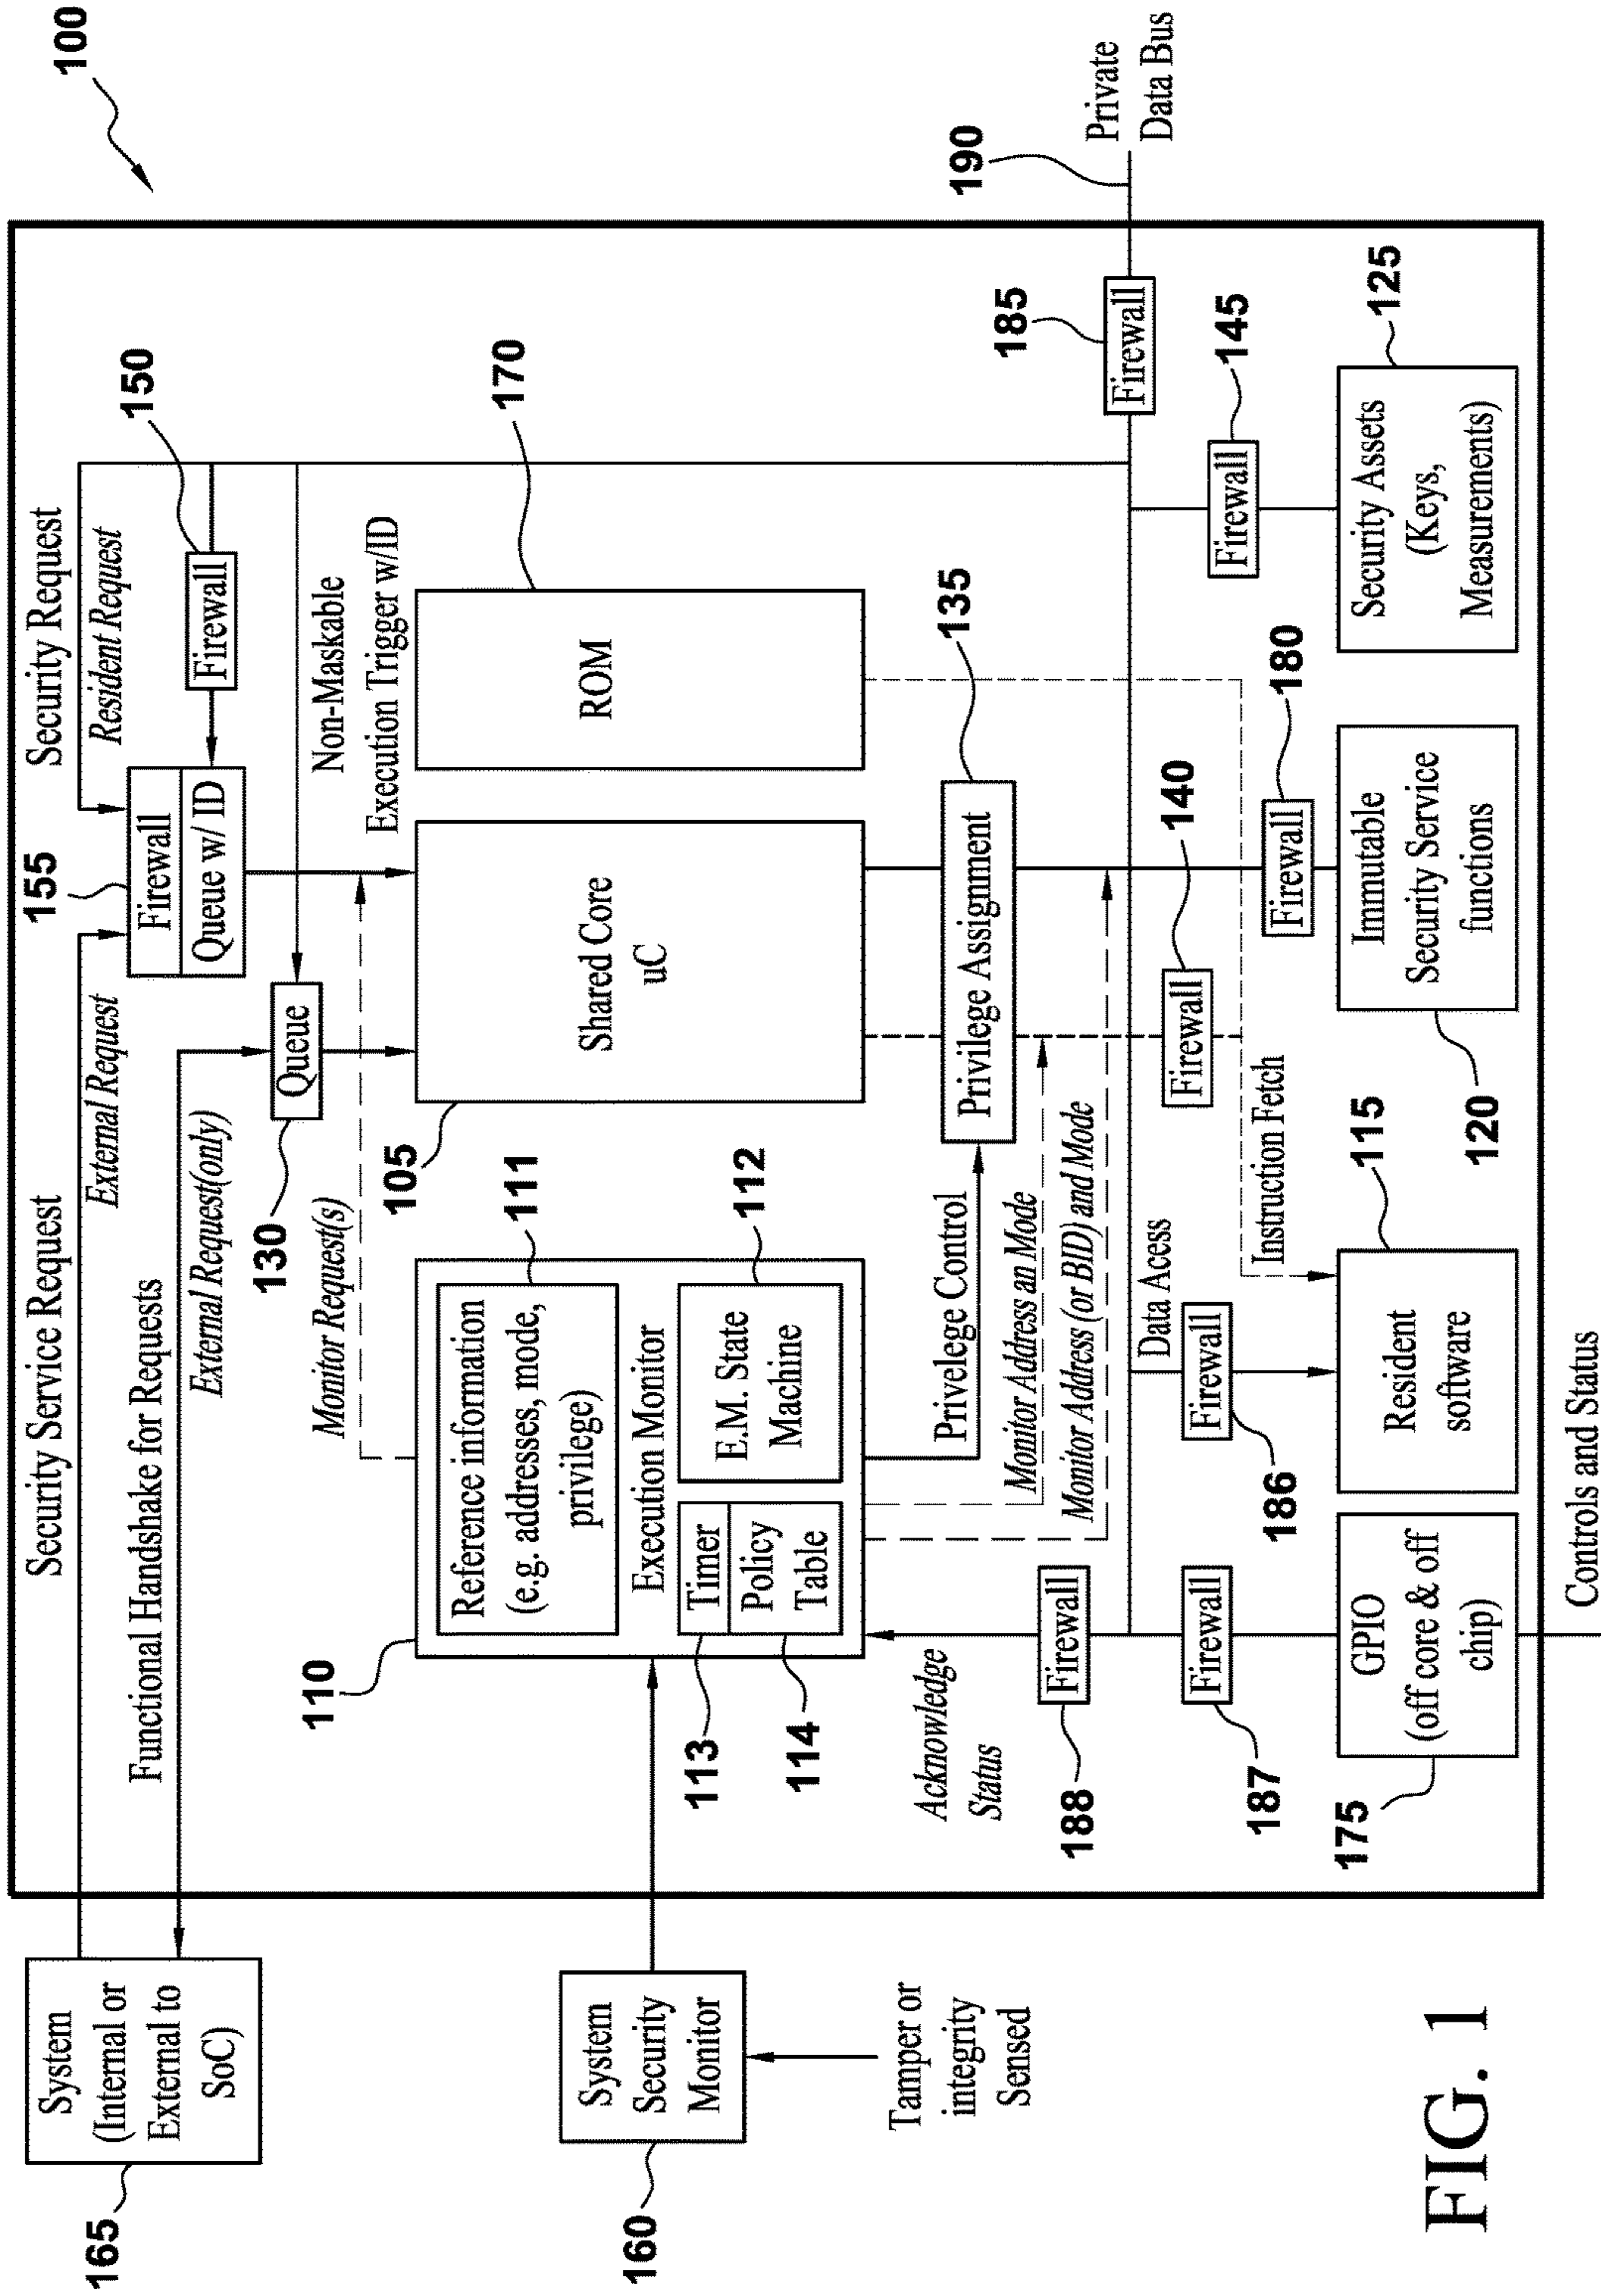 100
165
System
(Internal or
External to
SoC)
Security Service Request
External Request
155
Security Request
Resident Request
Firewall
Queue w/ ID
150
Firewall
Functional Handshake for Requests
External Request(only)
130
Queue
Non-Maskable
Execution Trigger w/ID
Monitor Request(s)
160
System
Security
Monitor
Tamper or
integrity
Sensed
110
Reference information
(e.g. addresses, mode,
privilege)
111
Execution Monitor
113
Timer
114
Policy
Table
E.M. State
Machine
112
105
Shared Core
uC
ROM
170
Privelege Control
Privilege Assignment
135
Monitor Address an Mode
Monitor Address (or BID) and Mode
Acknowledge
Status
188
Firewall
190
Private
Data Bus
185
Firewall
187
Firewall
Data Acess
186
Firewall
Instruction Fetch
140
Firewall
180
Firewall
145
Firewall
175
GPIO
(off core & off
chip)
115
Resident
software
120
Immutable
Security Service
functions
125
Security Assets
(Keys,
Measurements)
Controls and Status
FIG. 1